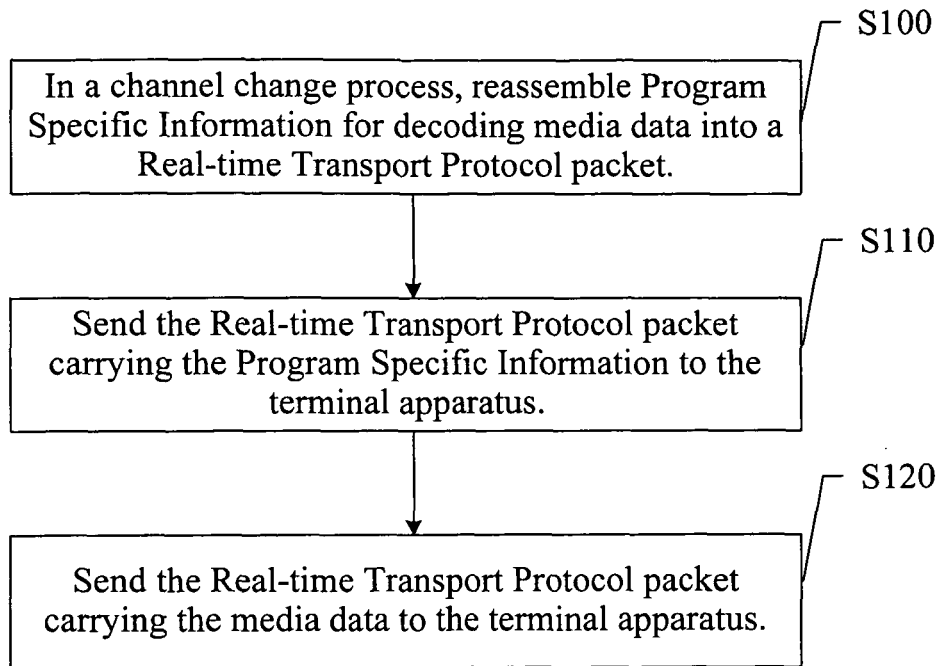 S100
In a channel change process, reassemble Program
Specific Information for decoding media data into a
Real-time Transport Protocol packet.
S110
Send the Real-time Transport Protocol packet
carrying the Program Specific Information to the
terminal apparatus.
S120
Send the Real-time Transport Protocol packet
carrying the media data to the terminal apparatus.